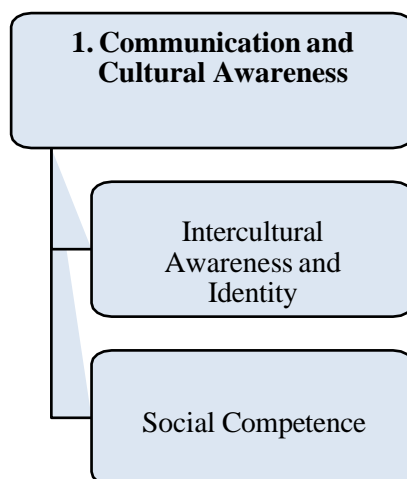 1. Communication and
Cultural Awareness
Intercultural
Awareness and
Identity
Social Competence